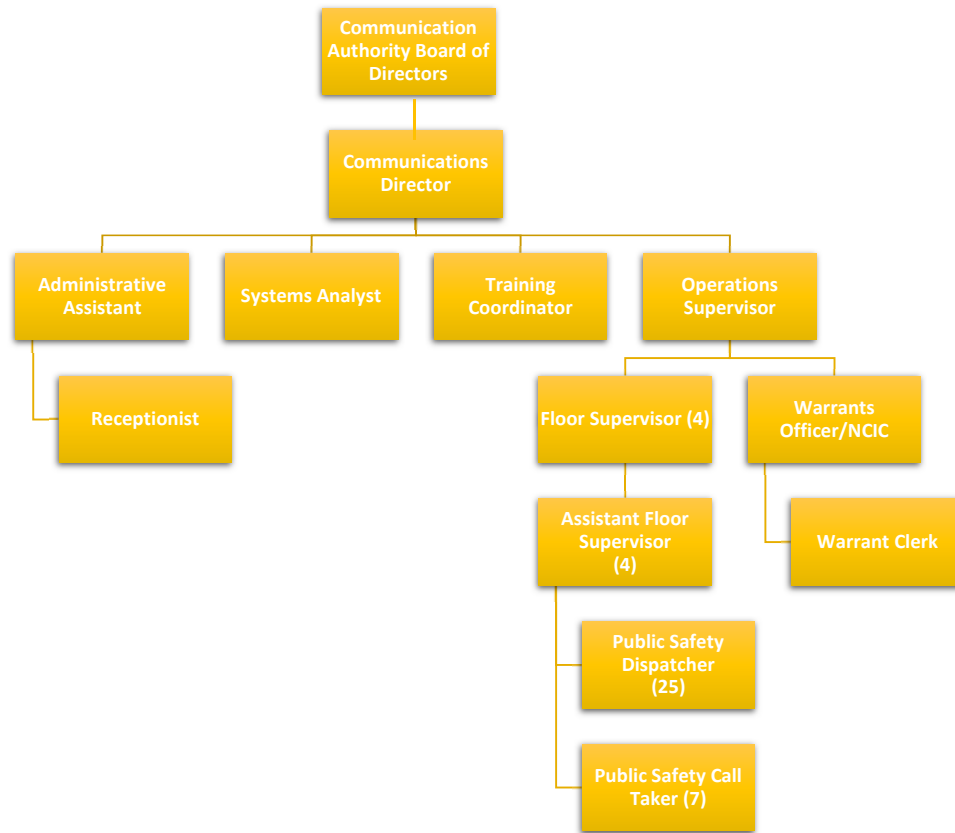 Communication
Authority Board of
Directors
Communications
Director
Administrative
Assistant
Systems Analyst
Training
Coordinator
Operations
Supervisor
Receptionist
Floor Supervisor (4)
Warrants
Officer/NCIC
Assistant Floor
Supervisor
(4)
Warrant Clerk
Public Safety
Dispatcher
(25)
Public Safety Call
Taker (7)